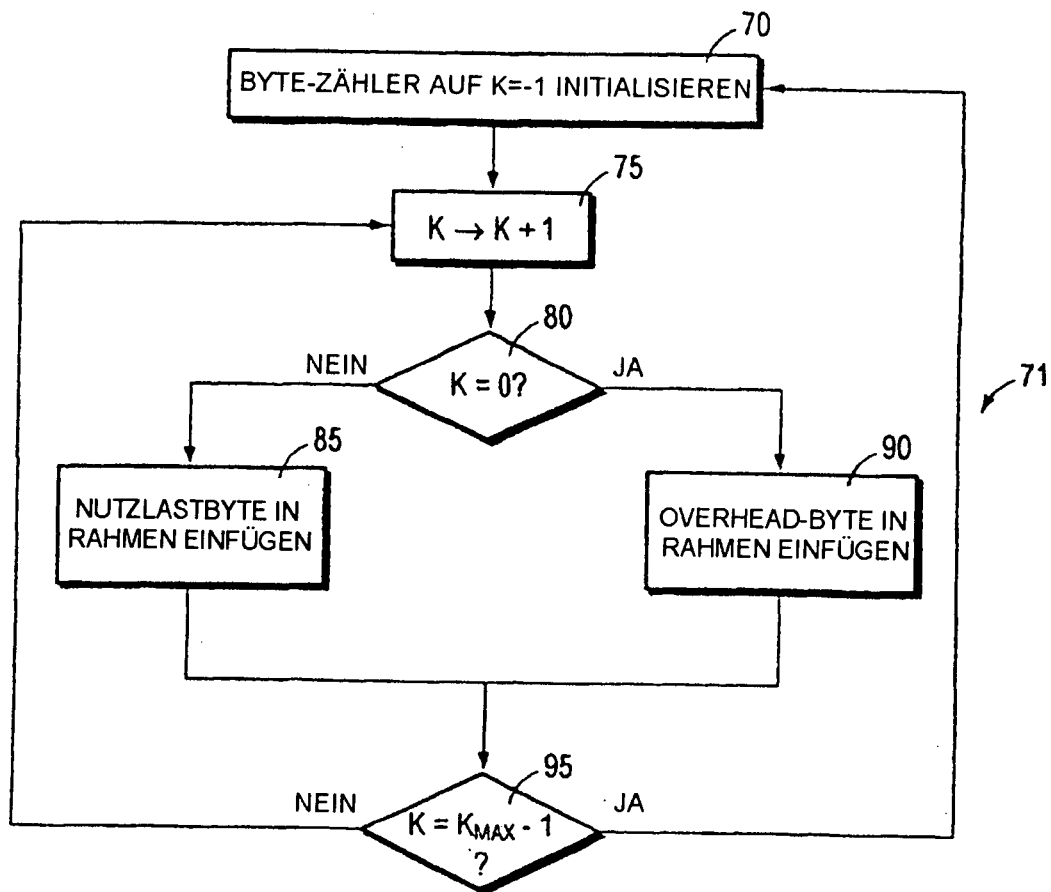 70
BYTE-ZÄHLER AUF K=-1 INITIALISIEREN
75
K → K + 1
80
NEIN
K = 0?
JA
71
85
90
NUTZLASTBYTE IN
RAHMEN EINFÜGEN
OVERHEAD-BYTE IN
RAHMEN EINFÜGEN
95
NEIN
K = KMAX - 1
?
JA